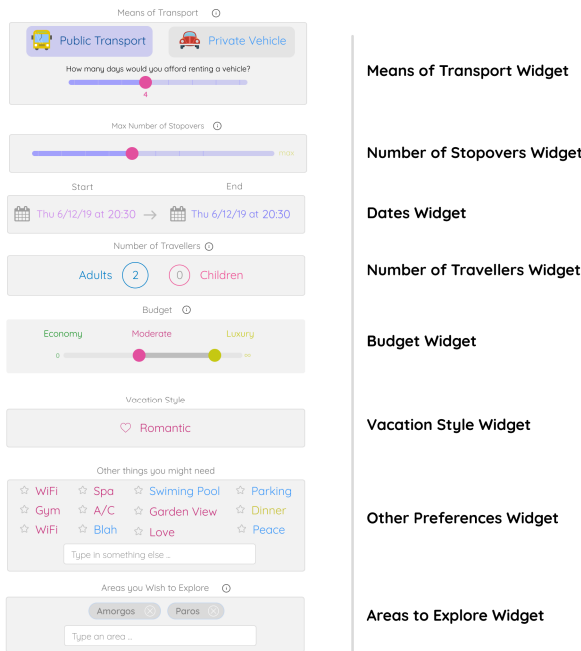 Means of Transport
Public Transport Private Vehicle
How many days would you afford renting a vehicle?
4
Means of Transport Widget
Max Number of Stopovers
max
Number of Stopovers Widget
Start End
Thu 6/12/19 at 20:30 → Thu 6/12/19 at 20:30
Dates Widget
Number of Travellers
Adults 2 0 Children
Number of Travellers Widget
Budget
Economy Moderate Luxury
0 ∞
Budget Widget
Vacation Style
Romantic
Vacation Style Widget
Other things you might need
WiFi Spa Swiming Pool Parking
Gym A/C Garden View Dinner
WiFi Blah Love Peace
Type in something else ...
Other Preferences Widget
Areas you Wish to Explore
Amorgos Paros
Type an area ...
Areas to Explore Widget